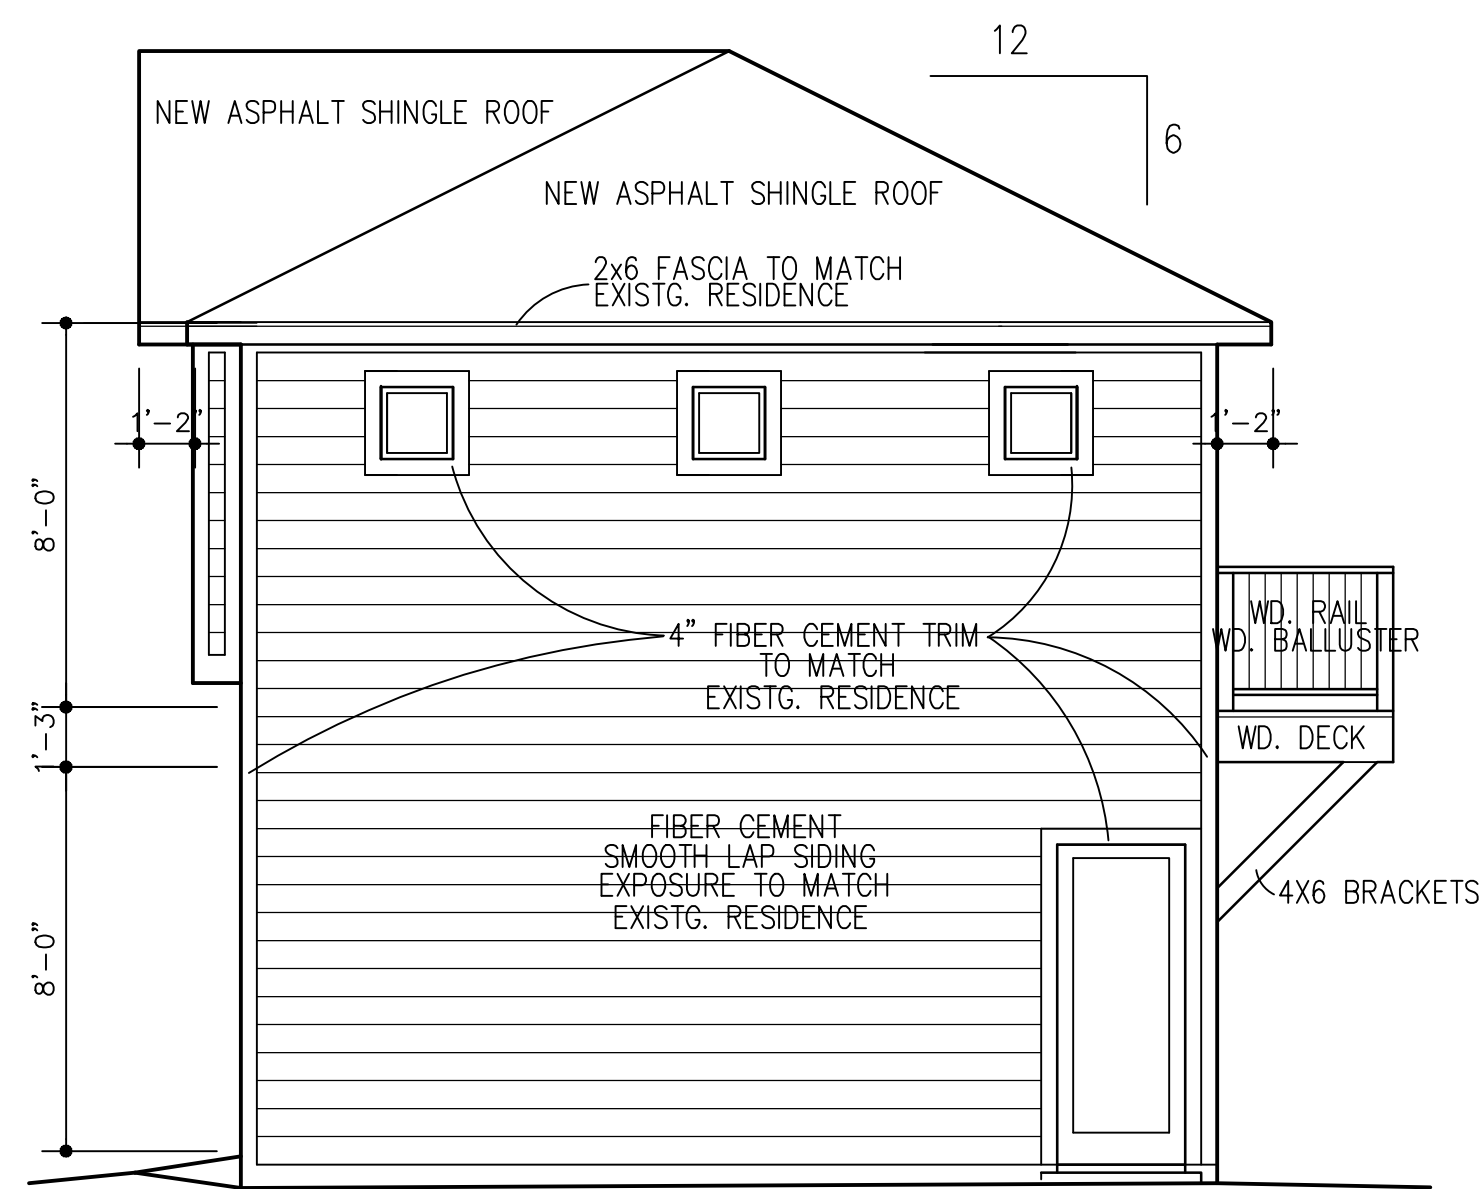 12
NEW ASPHALT SHINGLE ROOF
6
NEW ASPHALT SHINGLE ROOF
2x6 FASCIA TO MATCH
EXISTG. RESIDENCE
1'-2"
1'-2"
8'-0"
WD. RAIL
WD. BALLUSTER
4" FIBER CEMENT TRIM
TO MATCH
EXISTG. RESIDENCE
1'-3"
WD. DECK
FIBER CEMENT
SMOOTH LAP SIDING
EXPOSURE TO MATCH
EXISTG. RESIDENCE
4X6 BRACKETS
8'-0"